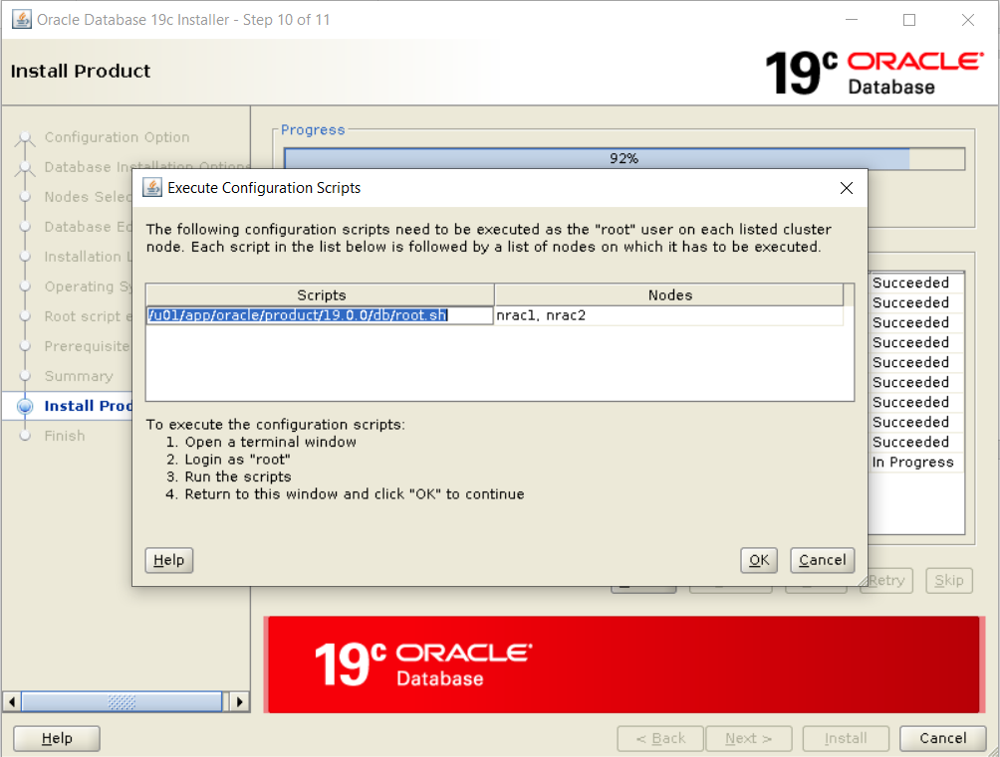 Oracle Database 19c Installer - Step 10 of 11
Install Product
19c ORACLE
Database
Configuration Option
Database Installation Options
Nodes Selec
Database Ed
Installation L
Operating Sy
Root script e
Prerequisite
Summary
Install Prod
Finish
Progress
92%
Execute Configuration Scripts
The following configuration scripts need to be executed as the "root" user on each listed cluster
node. Each script in the list below is followed by a list of nodes on which it has to be executed.
Scripts Nodes
/u01/app/oracle/product/19.0.0/db/root.sh nrac1, nrac2
To execute the configuration scripts:
1. Open a terminal window
2. Login as "root"
3. Run the scripts
4. Return to this window and click "OK" to continue
Help OK Cancel
Succeeded
Succeeded
Succeeded
Succeeded
Succeeded
Succeeded
Succeeded
Succeeded
Succeeded
In Progress
Retry Skip
19c ORACLE
Database
Help < Back Next > Install Cancel